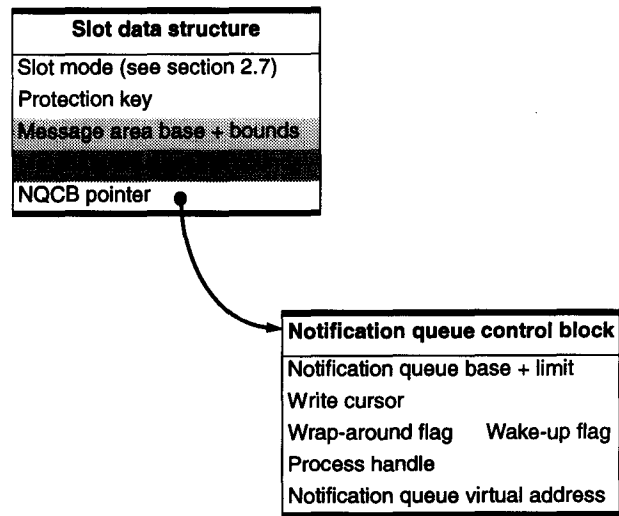 Slot data structure
Slot mode (see section 2.7)
Protection key
Message area base + bounds
NQCB pointer
Notification queue control block
Notification queue base + limit
Write cursor
Wrap-around flag Wake-up flag
Process handle
Notification queue virtual address